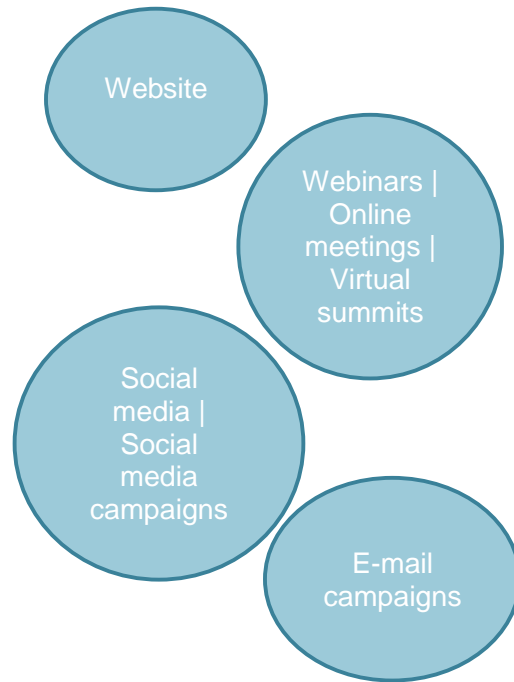 Website
Webinars |
Online
meetings |
Virtual
summits
Social
media |
Social
media
campaigns
E-mail
campaigns